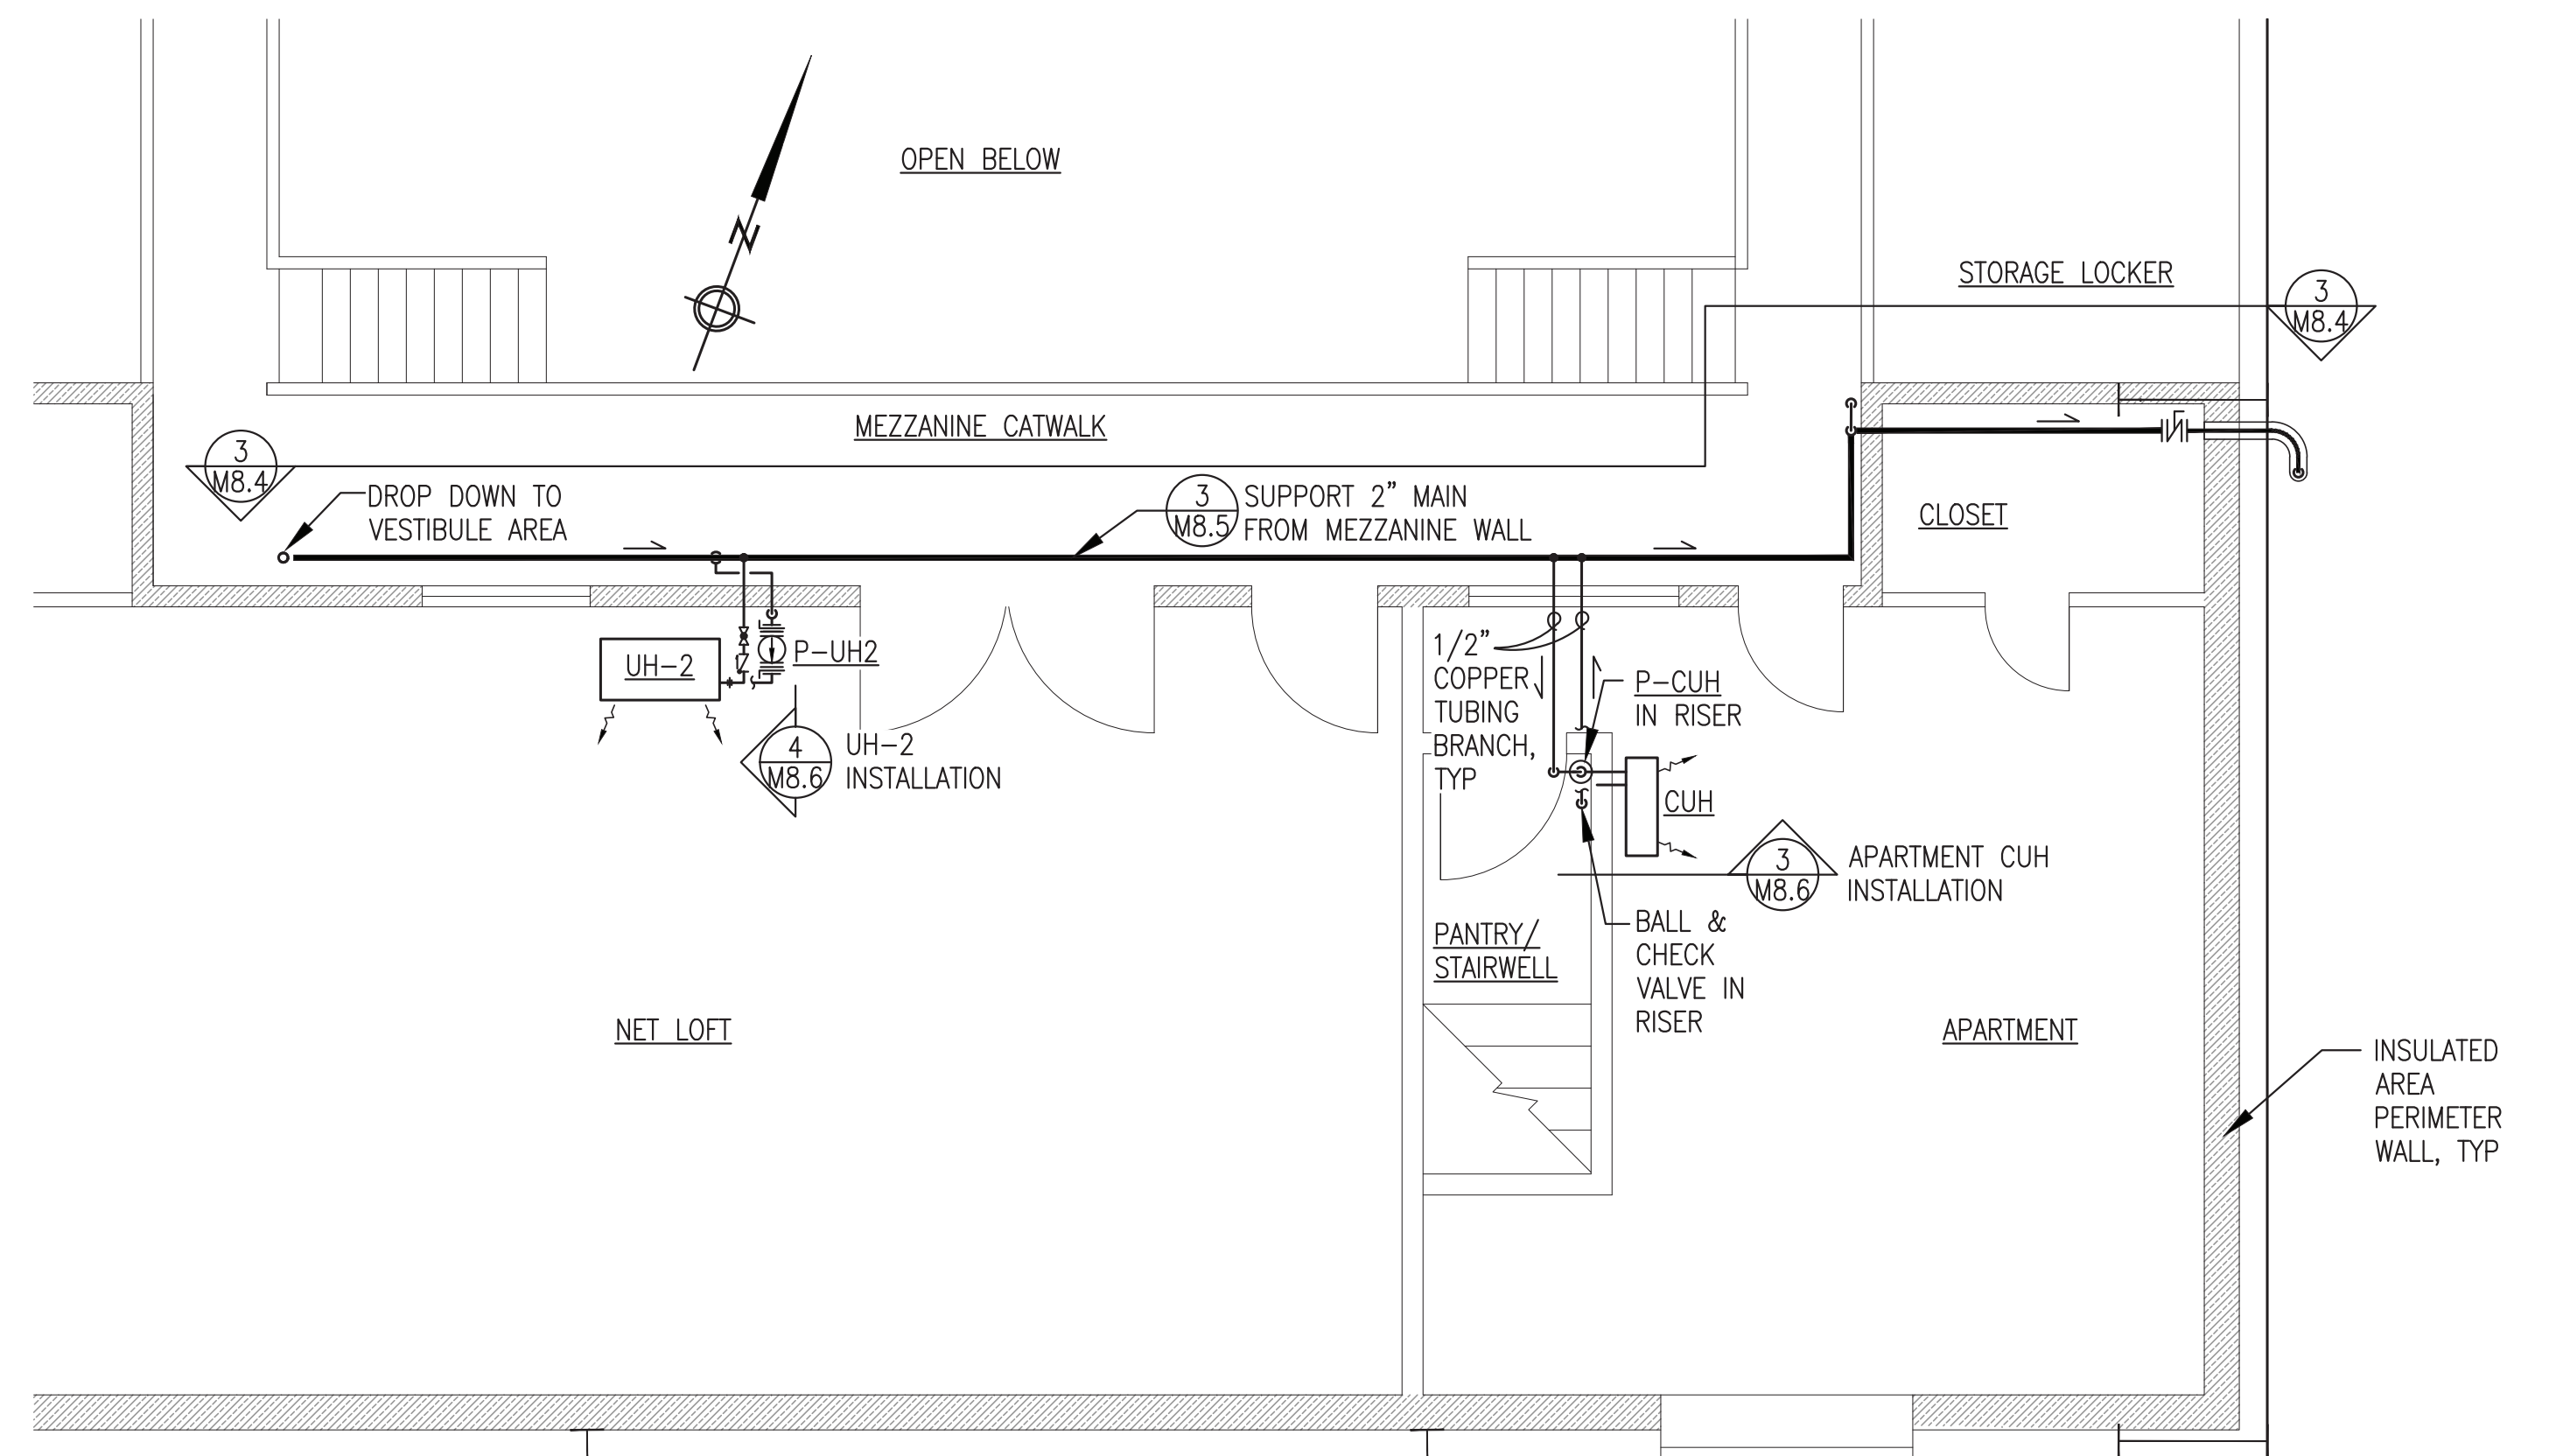 OPEN BELOW
N
STORAGE LOCKER
3
M8.4
MEZZANINE CATWALK
3
M8.4
DROP DOWN TO
VESTIBULE AREA
3
M8.5
SUPPORT 2” MAIN
FROM MEZZANINE WALL
CLOSET
UH-2
P-UH2
1/2”
COPPER
TUBING
BRANCH,
TYP
P-CUH
IN RISER
4
M8.6
UH-2
INSTALLATION
CUH
3
M8.6
APARTMENT CUH
INSTALLATION
PANTRY/
STAIRWELL
BALL &
CHECK
VALVE IN
RISER
NET LOFT
APARTMENT
INSULATED
AREA
PERIMETER
WALL, TYP